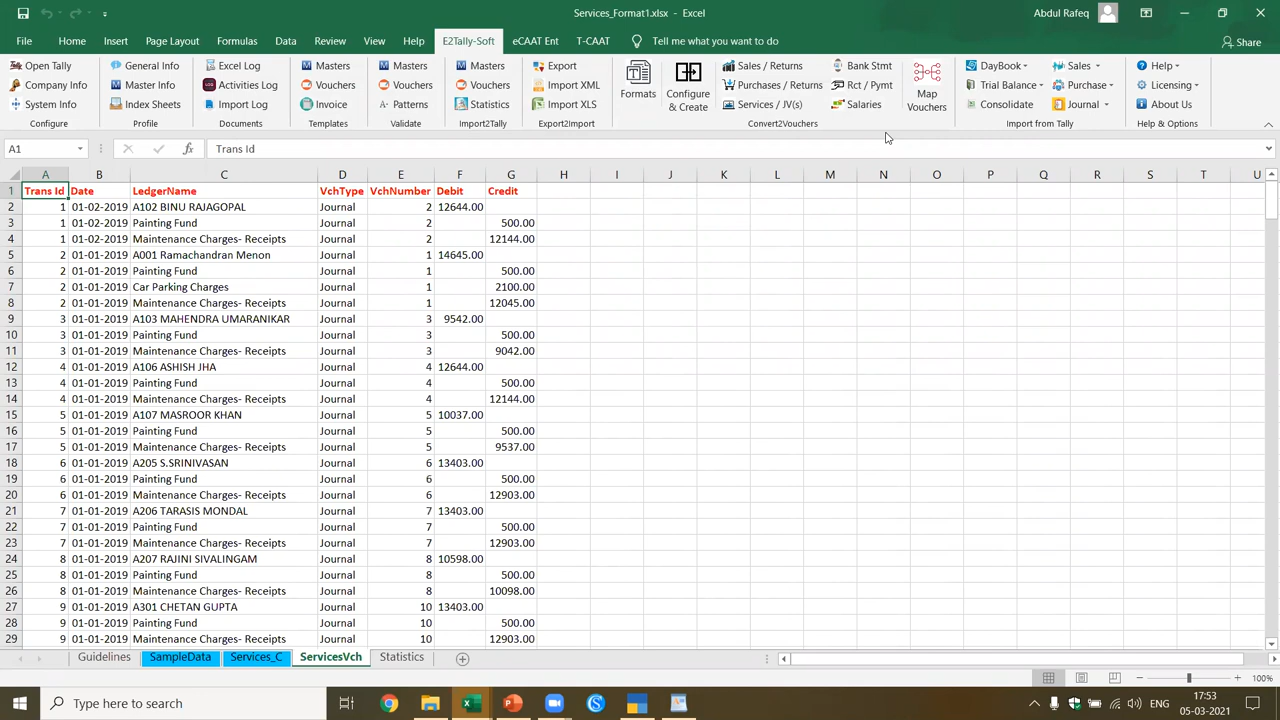 Services_Format1.xlsx - Excel
Abdul Rafeq
File Home Insert Page Layout Formulas Data Review View Help E2Tally-Soft eCAAT Ent T-CAAT Tell me what you want to do Share
Open Tally General Info Excel Log Masters Masters Masters Export Sales / Returns Bank Stmt DayBook Sales Help
Company Info Master Info Activities Log Vouchers Vouchers Vouchers Import XML Purchases / Returns Rct / Pymt Trial Balance Purchase Licensing
System Info Index Sheets Import Log Invoice Patterns Statistics Import XLS Services / JV(s) Salaries Consolidate Journal About Us
Formats Configure & Create Map Vouchers
Configure Profile Documents Templates Validate Import2Tally Export2Import Convert2Vouchers Import from Tally Help & Options
A1 fx Trans Id
A B C D E F G H I J K L M N O P Q R S T U
1 Trans Id Date LedgerName VchType VchNumber Debit Credit
2 1 01-02-2019 A102 BINU RAJAGOPAL Journal 2 12644.00
3 1 01-02-2019 Painting Fund Journal 2 500.00
4 1 01-02-2019 Maintenance Charges- Receipts Journal 2 12144.00
5 2 01-01-2019 A001 Ramachandran Menon Journal 1 14645.00
6 2 01-01-2019 Painting Fund Journal 1 500.00
7 2 01-01-2019 Car Parking Charges Journal 1 2100.00
8 2 01-01-2019 Maintenance Charges- Receipts Journal 1 12045.00
9 3 01-01-2019 A103 MAHENDRA UMARANIKAR Journal 3 9542.00
10 3 01-01-2019 Painting Fund Journal 3 500.00
11 3 01-01-2019 Maintenance Charges- Receipts Journal 3 9042.00
12 4 01-01-2019 A106 ASHISH JHA Journal 4 12644.00
13 4 01-01-2019 Painting Fund Journal 4 500.00
14 4 01-01-2019 Maintenance Charges- Receipts Journal 4 12144.00
15 5 01-01-2019 A107 MASROOR KHAN Journal 5 10037.00
16 5 01-01-2019 Painting Fund Journal 5 500.00
17 5 01-01-2019 Maintenance Charges- Receipts Journal 5 9537.00
18 6 01-01-2019 A205 S.SRINIVASAN Journal 6 13403.00
19 6 01-01-2019 Painting Fund Journal 6 500.00
20 6 01-01-2019 Maintenance Charges- Receipts Journal 6 12903.00
21 7 01-01-2019 A206 TARASIS MONDAL Journal 7 13403.00
22 7 01-01-2019 Painting Fund Journal 7 500.00
23 7 01-01-2019 Maintenance Charges- Receipts Journal 7 12903.00
24 8 01-01-2019 A207 RAJINI SIVALINGAM Journal 8 10598.00
25 8 01-01-2019 Painting Fund Journal 8 500.00
26 8 01-01-2019 Maintenance Charges- Receipts Journal 8 10098.00
27 9 01-01-2019 A301 CHETAN GUPTA Journal 10 13403.00
28 9 01-01-2019 Painting Fund Journal 10 500.00
29 9 01-01-2019 Maintenance Charges- Receipts Journal 10 12903.00
Guidelines SampleData Services_C ServicesVch Statistics
100%
Type here to search
ENG 17:53
05-03-2021